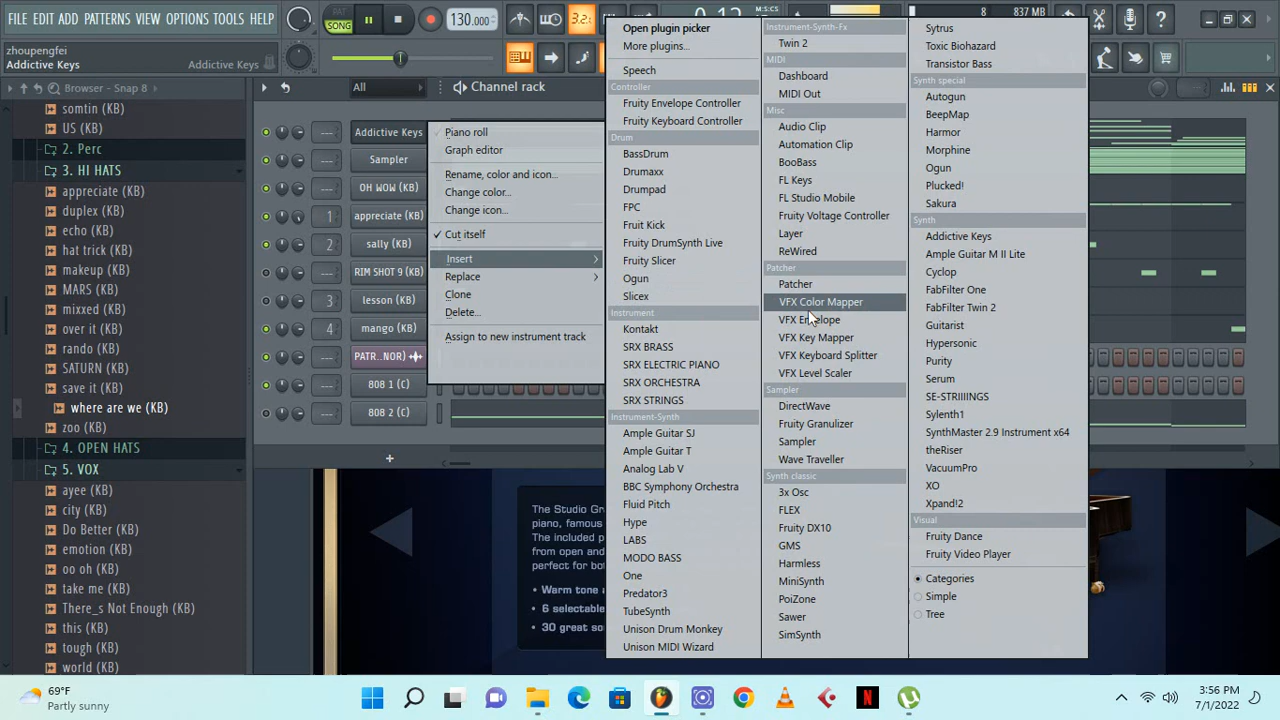 FILE EDIT ADD PATTERNS VIEW OPTIONS TOOLS HELP
SONG
130.000
3.2:
0:12
M:S:CS
8
837 MB
zhoupengfei
Addictive Keys
Addictive Keys
Browser - Snap 8
All
Channel rack
somtin (KB)
US (KB)
2. Perc
3. HI HATS
appreciate (KB)
duplex (KB)
echo (KB)
hat trick (KB)
makeup (KB)
MARS (KB)
mixxed (KB)
over it (KB)
rando (KB)
SATURN (KB)
save it (KB)
where are we (KB)
zoo (KB)
4. OPEN HATS
5. VOX
ayee (KB)
city (KB)
Do Better (KB)
emotion (KB)
oo oh (KB)
take me (KB)
There_s Not Enough (KB)
this (KB)
tough (KB)
world (KB)
--- Addictive Keys
--- Sampler
--- OH WOW (KB)
1 appreciate (KB)
2 sally (KB)
--- RIM SHOT 9 (KB)
3 lesson (KB)
4 mango (KB)
--- PATR...NOR)
--- 808 1 (C)
--- 808 2 (C)
+
Piano roll
Graph editor
Rename, color and icon...
Change color...
Change icon...
Cut itself
Insert
Replace
Clone
Delete...
Assign to new instrument track
Open plugin picker
More plugins...
Speech
Controller
Fruity Envelope Controller
Fruity Keyboard Controller
Drum
BassDrum
Drumaxx
Drumpad
FPC
Fruit Kick
Fruity DrumSynth Live
Fruity Slicer
Ogun
Slicex
Instrument
Kontakt
SRX BRASS
SRX ELECTRIC PIANO
SRX ORCHESTRA
SRX STRINGS
Instrument-Synth
Ample Guitar SJ
Ample Guitar T
Analog Lab V
BBC Symphony Orchestra
Fluid Pitch
Hype
LABS
MODO BASS
One
Predator3
TubeSynth
Unison Drum Monkey
Unison MIDI Wizard
Instrument-Synth-Fx
Twin 2
MIDI
Dashboard
MIDI Out
Misc
Audio Clip
Automation Clip
BooBass
FL Keys
FL Studio Mobile
Fruity Voltage Controller
Layer
ReWired
Patcher
Patcher
VFX Color Mapper
VFX Envelope
VFX Key Mapper
VFX Keyboard Splitter
VFX Level Scaler
Sampler
DirectWave
Fruity Granulizer
Sampler
Wave Traveller
Synth classic
3x Osc
FLEX
Fruity DX10
GMS
Harmless
MiniSynth
PoiZone
Sawer
SimSynth
Sytrus
Toxic Biohazard
Transistor Bass
Synth special
Autogun
BeepMap
Harmor
Morphine
Ogun
Plucked!
Sakura
Synth
Addictive Keys
Ample Guitar M II Lite
Cyclop
FabFilter One
FabFilter Twin 2
Guitarist
Hypersonic
Purity
Serum
SE-STRIIIINGS
Sylenth1
SynthMaster 2.9 Instrument x64
theRiser
VacuumPro
XO
Xpand!2
Visual
Fruity Dance
Fruity Video Player
Categories
Simple
Tree
The Studio Gr
piano, famous
The included p
from open and
perfect for bo
• Warm tone a
• 6 selectable
• 30 great so
69°F
Partly sunny
N
3:56 PM
7/1/2022